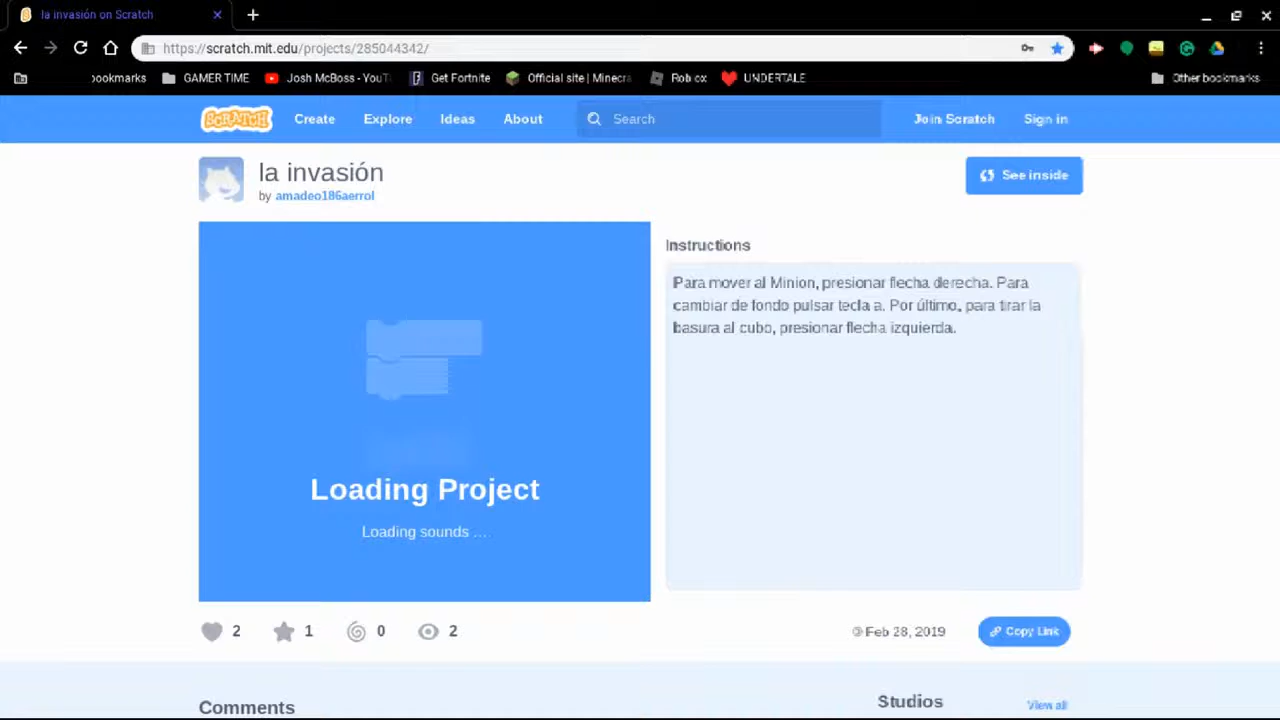 la invasión on Scratch
https://scratch.mit.edu/projects/285044342/
bookmarks
GAMER TIME
Josh McBoss - YouT
Get Fortnite
Official site | Minecra
UNDERTALE
Other bookmarks
SCRATCH
Create
Explore
Ideas
About
Search
Join Scratch
Sign in
la invasión
by amadeo186aerrol
See inside
Instructions
Para mover al Minion, presionar flecha derecha. Para
cambiar de fondo pulsar tecla a. Por último, para tirar la
basura al cubo, presionar flecha izquierda.
Loading Project
Loading sounds …
2
1
0
2
© Feb 28, 2019
Copy Link
Comments
Studios
View all